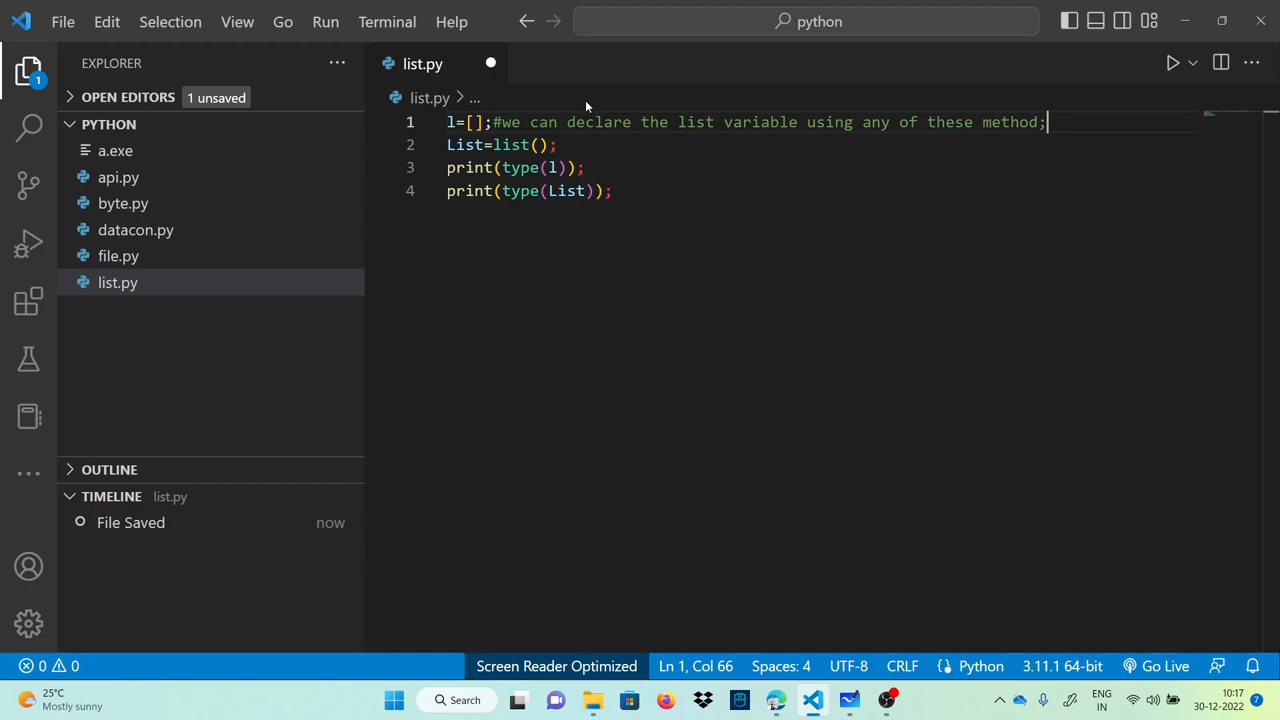 File Edit Selection View Go Run Terminal Help
python
EXPLORER
list.py
OPEN EDITORS 1 unsaved
list.py > ...
PYTHON
a.exe
api.py
byte.py
datacon.py
file.py
list.py
1 l=[];#we can declare the list variable using any of these method;
2 List=list();
3 print(type(l));
4 print(type(List));
OUTLINE
TIMELINE list.py
File Saved now
1
0 0
Screen Reader Optimized Ln 1, Col 66 Spaces: 4 UTF-8 CRLF Python 3.11.1 64-bit Go Live
25°C
Mostly sunny
Search
ENG
IN
10:17
30-12-2022
7